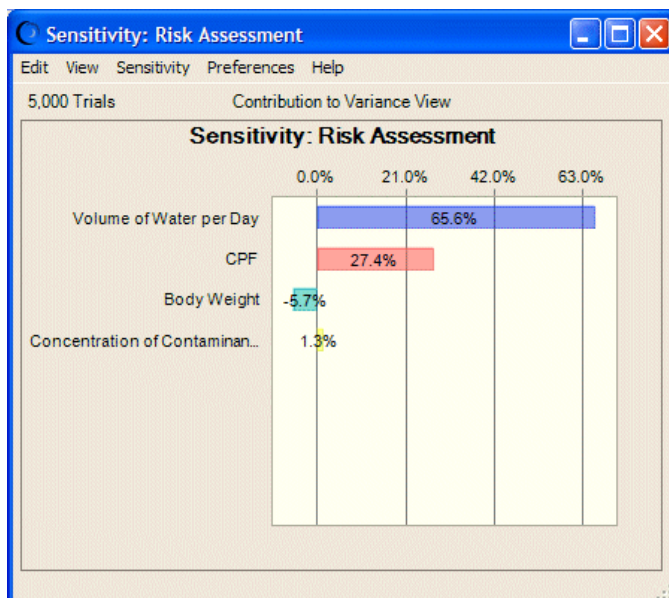 Sensitivity: Risk Assessment
Edit View Sensitivity Preferences Help
5,000 Trials Contribution to Variance View
Sensitivity: Risk Assessment
0.0% 21.0% 42.0% 63.0%
Volume of Water per Day 65.6%
CPF 27.4%
Body Weight -5.7%
Concentration of Contaminan... 1.3%